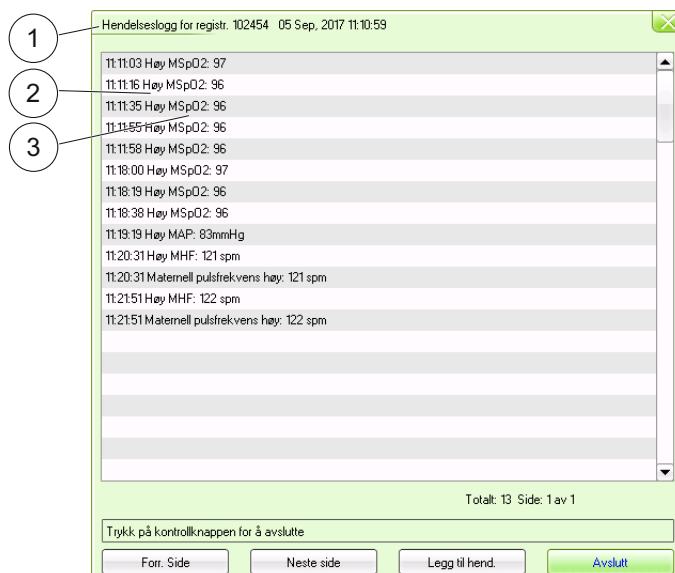 Hendelseslogg for registr. 102454 05 Sep, 2017 11:10:59
1
2
3
11:11:03 Høy MSpO2: 97
11:11:16 Høy MSpO2: 96
11:11:35 Høy MSpO2: 96
11:11:55 Høy MSpO2: 96
11:11:58 Høy MSpO2: 96
11:18:00 Høy MSpO2: 97
11:18:19 Høy MSpO2: 96
11:18:38 Høy MSpO2: 96
11:19:19 Høy MAP: 83mmHg
11:20:31 Høy MHF: 121 spm
11:20:31 Maternell pulsfrekvens høy: 121 spm
11:21:51 Høy MHF: 122 spm
11:21:51 Maternell pulsfrekvens høy: 122 spm
Totalt: 13 Side: 1 av 1
Trykk på kontrollknappen for å avslutte
Forr. Side Neste side Legg til hend. Avslutt